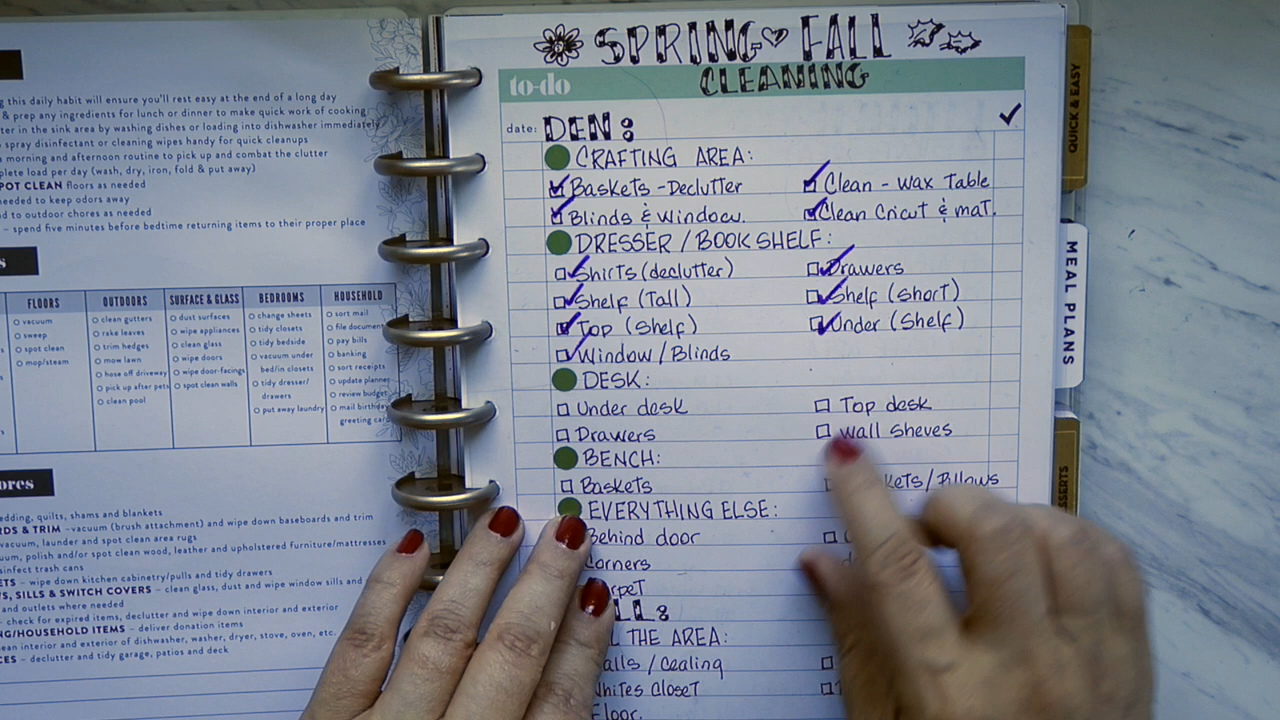 g this daily habit will ensure you'll rest easy at the end of a long day
& prep any ingredients for lunch or dinner to make quick work of cooking
ter in the sink area by washing dishes or loading into dishwasher immediately
spray disinfectant or cleaning wipes handy for quick cleanups
a morning and afternoon routine to pick up and combat the clutter
plete load per day (wash, dry, iron, fold & put away)
POT CLEAN floors as needed
needed to keep odors away
nd to outdoor chores as needed
– spend five minutes before bedtime returning items to their proper place
s
FLOORS
vacuum
sweep
spot clean
mop/steam
OUTDOORS
clean gutters
rake leaves
trim hedges
mow lawn
hose off driveway
pick up after pets
clean pool
SURFACE & GLASS
dust surfaces
wipe appliances
clean glass
wipe doors
wipe door-facings
spot clean walls
BEDROOMS
change sheets
tidy closets
tidy bedside
vacuum under
bed/in closets
tidy dresser/
drawers
put away laundry
HOUSEHOLD
sort mail
file document
pay bills
banking
sort receipts
update planner
review budget
mail birthday
greeting car
ores
edding, quilts, shams and blankets
RDS & TRIM – vacuum (brush attachment) and wipe down baseboards and trim
vacuum, launder and spot clean area rugs
uum, polish and/or spot clean wood, leather and upholstered furniture/mattresses
sinfect trash cans
ETS – wipe down kitchen cabinetry/pulls and tidy drawers
S, SILLS & SWITCH COVERS – clean glass, dust and wipe window sills and
and outlets where needed
– check for expired items, declutter and wipe down interior and exterior
NG/HOUSEHOLD ITEMS – deliver donation items
ean interior and exterior of dishwasher, washer, dryer, stove, oven, etc.
CES – declutter and tidy garage, patios and deck
SPRING FALL
to-do CLEANING
date: DEN:
CRAFTING AREA:
Baskets - Declutter Clean - Wax Table
Blinds & Window. Clean Cricut & mat.
DRESSER / BOOK SHELF:
Shirts (declutter) Drawers
Shelf (Tall) Shelf (short)
Top (Shelf) Under (Shelf)
Window / Blinds
DESK:
Under desk Top desk
Drawers wall sheves
BENCH:
Baskets kets / Pillows
EVERYTHING ELSE:
Behind door
Corners
rpet
LL:
L THE AREA:
alls / Cealing
Whites Closet
Floor.
QUICK & EASY
MEAL PLANS
SSERTS